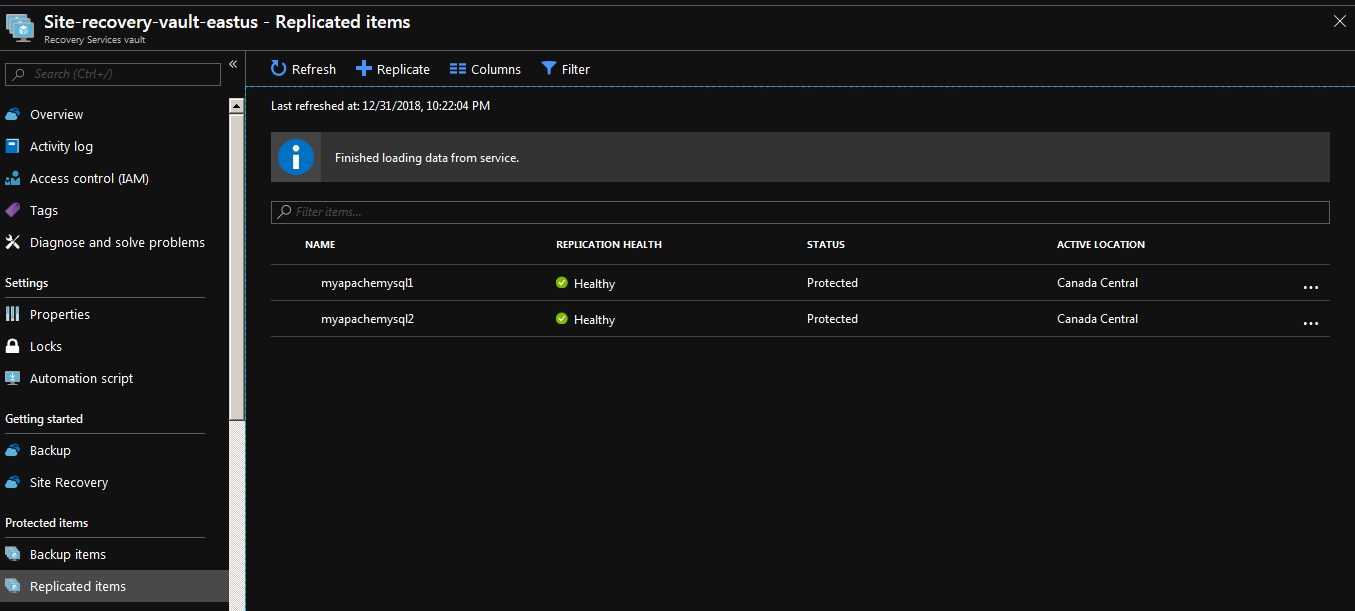 Site-recovery-vault-eastus - Replicated items
Recovery Services vault
Search (Ctrl+/)
«
Overview
Activity log
Access control (IAM)
Tags
Diagnose and solve problems
Settings
Properties
Locks
Automation script
Getting started
Backup
Site Recovery
Protected items
Backup items
Replicated items
Refresh Replicate Columns Filter
Last refreshed at: 12/31/2018, 10:22:04 PM
Finished loading data from service.
Filter items...
NAME REPLICATION HEALTH STATUS ACTIVE LOCATION
myapachemysql1 Healthy Protected Canada Central ...
myapachemysql2 Healthy Protected Canada Central ...